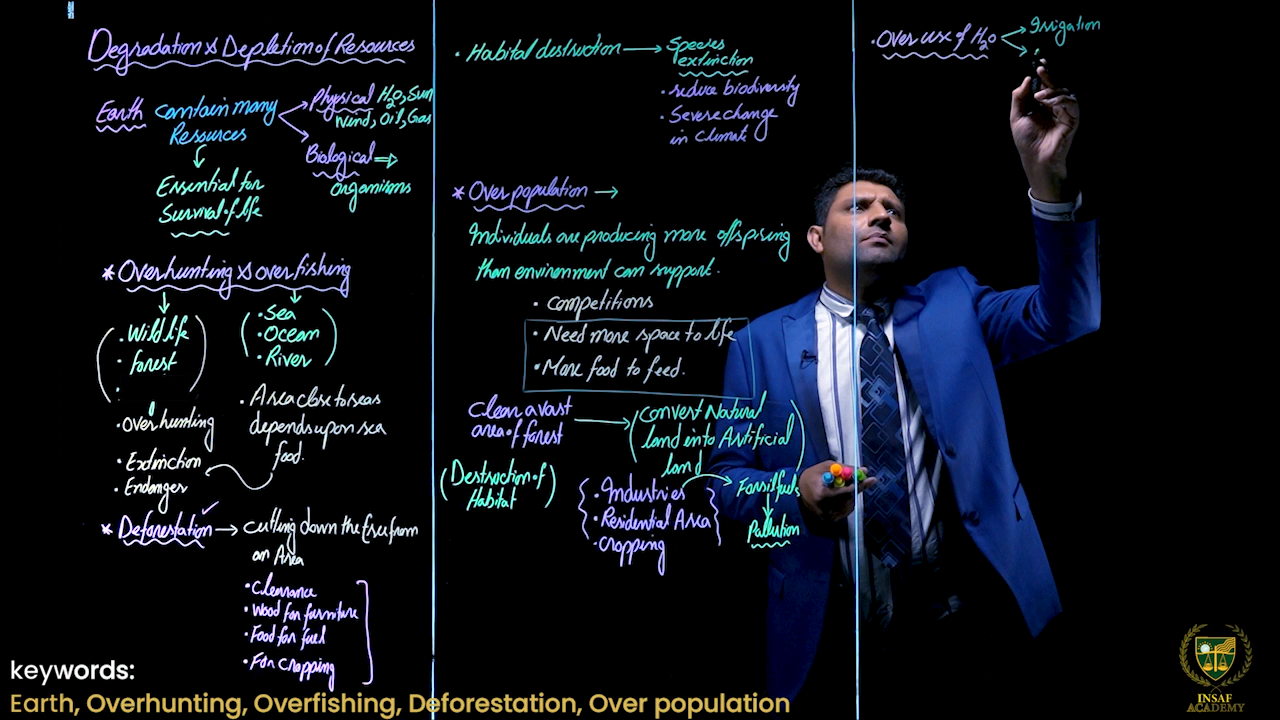 Degradation & Depletion of Resources
Earth contain many
Resources
Physical H₂O, Sun
Wind, Oil, Gas
Biological ⇒
organisms
Essential for
Survival of life
* Overhunting & over fishing
• Wild life
• forest
• Sea
• Ocean
• River
• overhunting
• Extinction
• Endanger
• Area close to seas
depends upon sea
food.
* Deforestation → cutting down the tree from
an Area
• Clearance
• Wood for furniture
• Food for fuel
• For cropping
• Habital destruction → Species
extinction
• reduce biodiversity
• Severe change
in climate
* Over population →
Individuals are producing more offspising
than environment can support.
• competitions
• Need more space to life
• More food to feed.
Clean a vast
area of forest
(convert Natural
land into Artificial
land)
(Destruction of
Habitat)
• Industries
• Residential Area
• cropping
Fossil fuels
Pollution
• Over use of H₂O → Irrigation
keywords:
Earth, Overhunting, Overfishing, Deforestation, Over population
INSAF
ACADEMY